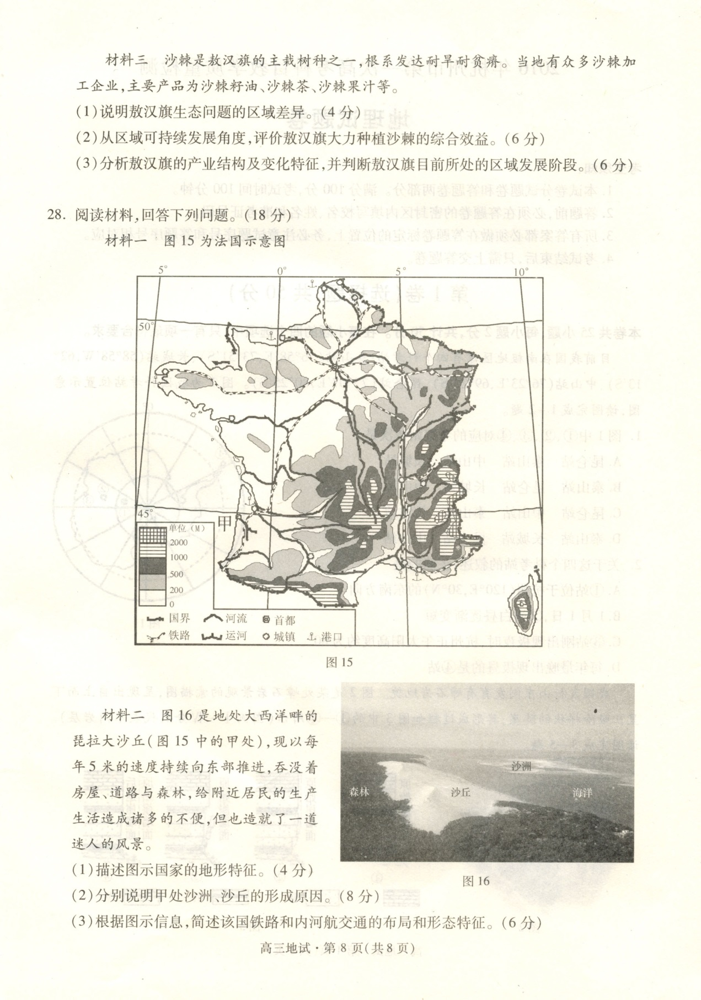 材料三　沙棘是敖汉旗的主栽树种之一,根系发达耐旱耐贫瘠。当地有众多沙棘加
工企业,主要产品为沙棘籽油、沙棘茶、沙棘果汁等。
(1)说明敖汉旗生态问题的区域差异。(4分)
(2)从区域可持续发展角度,评价敖汉旗大力种植沙棘的综合效益。(6分)
(3)分析敖汉旗的产业结构及变化特征,并判断敖汉旗目前所处的区域发展阶段。(6分)
28. 阅读材料,回答下列问题。(18分)
材料一　图15为法国示意图
5° 0° 5° 10°
50°
45°
甲
单位(M)
2000
1000
500
200
0
国界 河流 首都
铁路 运河 城镇 港口
图15
材料二　图16是地处大西洋畔的
琵拉大沙丘(图15中的甲处),现以每
年5米的速度持续向东部推进,吞没着
房屋、道路与森林,给附近居民的生产
生活造成诸多的不便,但也造就了一道
迷人的风景。
沙洲
森林 沙丘 海洋
图16
(1)描述图示国家的地形特征。(4分)
(2)分别说明甲处沙洲、沙丘的形成原因。(8分)
(3)根据图示信息,简述该国铁路和内河航交通的布局和形态特征。(6分)
高三地试·第8页(共8页)